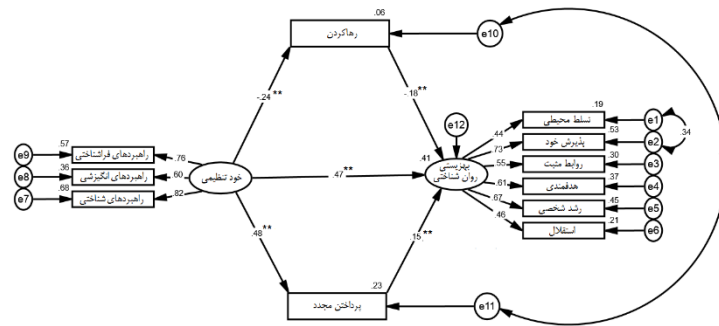 .06
رهاکردن
e10
-.24 **
-.18 **
e12
.19
.44
تسلط محیطی
e1
.57
.53
.34
e9
راهبردهای فراشناختی
.76
.73
پذیرش خود
e2
.36
.41
.30
e8
راهبردهای انگیزشی
.60
خود تنظیمی
.47 **
بهزیستی
روان شناختی
.55
روابط مثبت
e3
.68
.37
e7
راهبردهای شناختی
.82
.61
هدفمندی
e4
.45
.67
رشد شخصی
e5
.21
.46
استقلال
e6
.48 **
.15 **
.23
پرداختن مجدد
e11